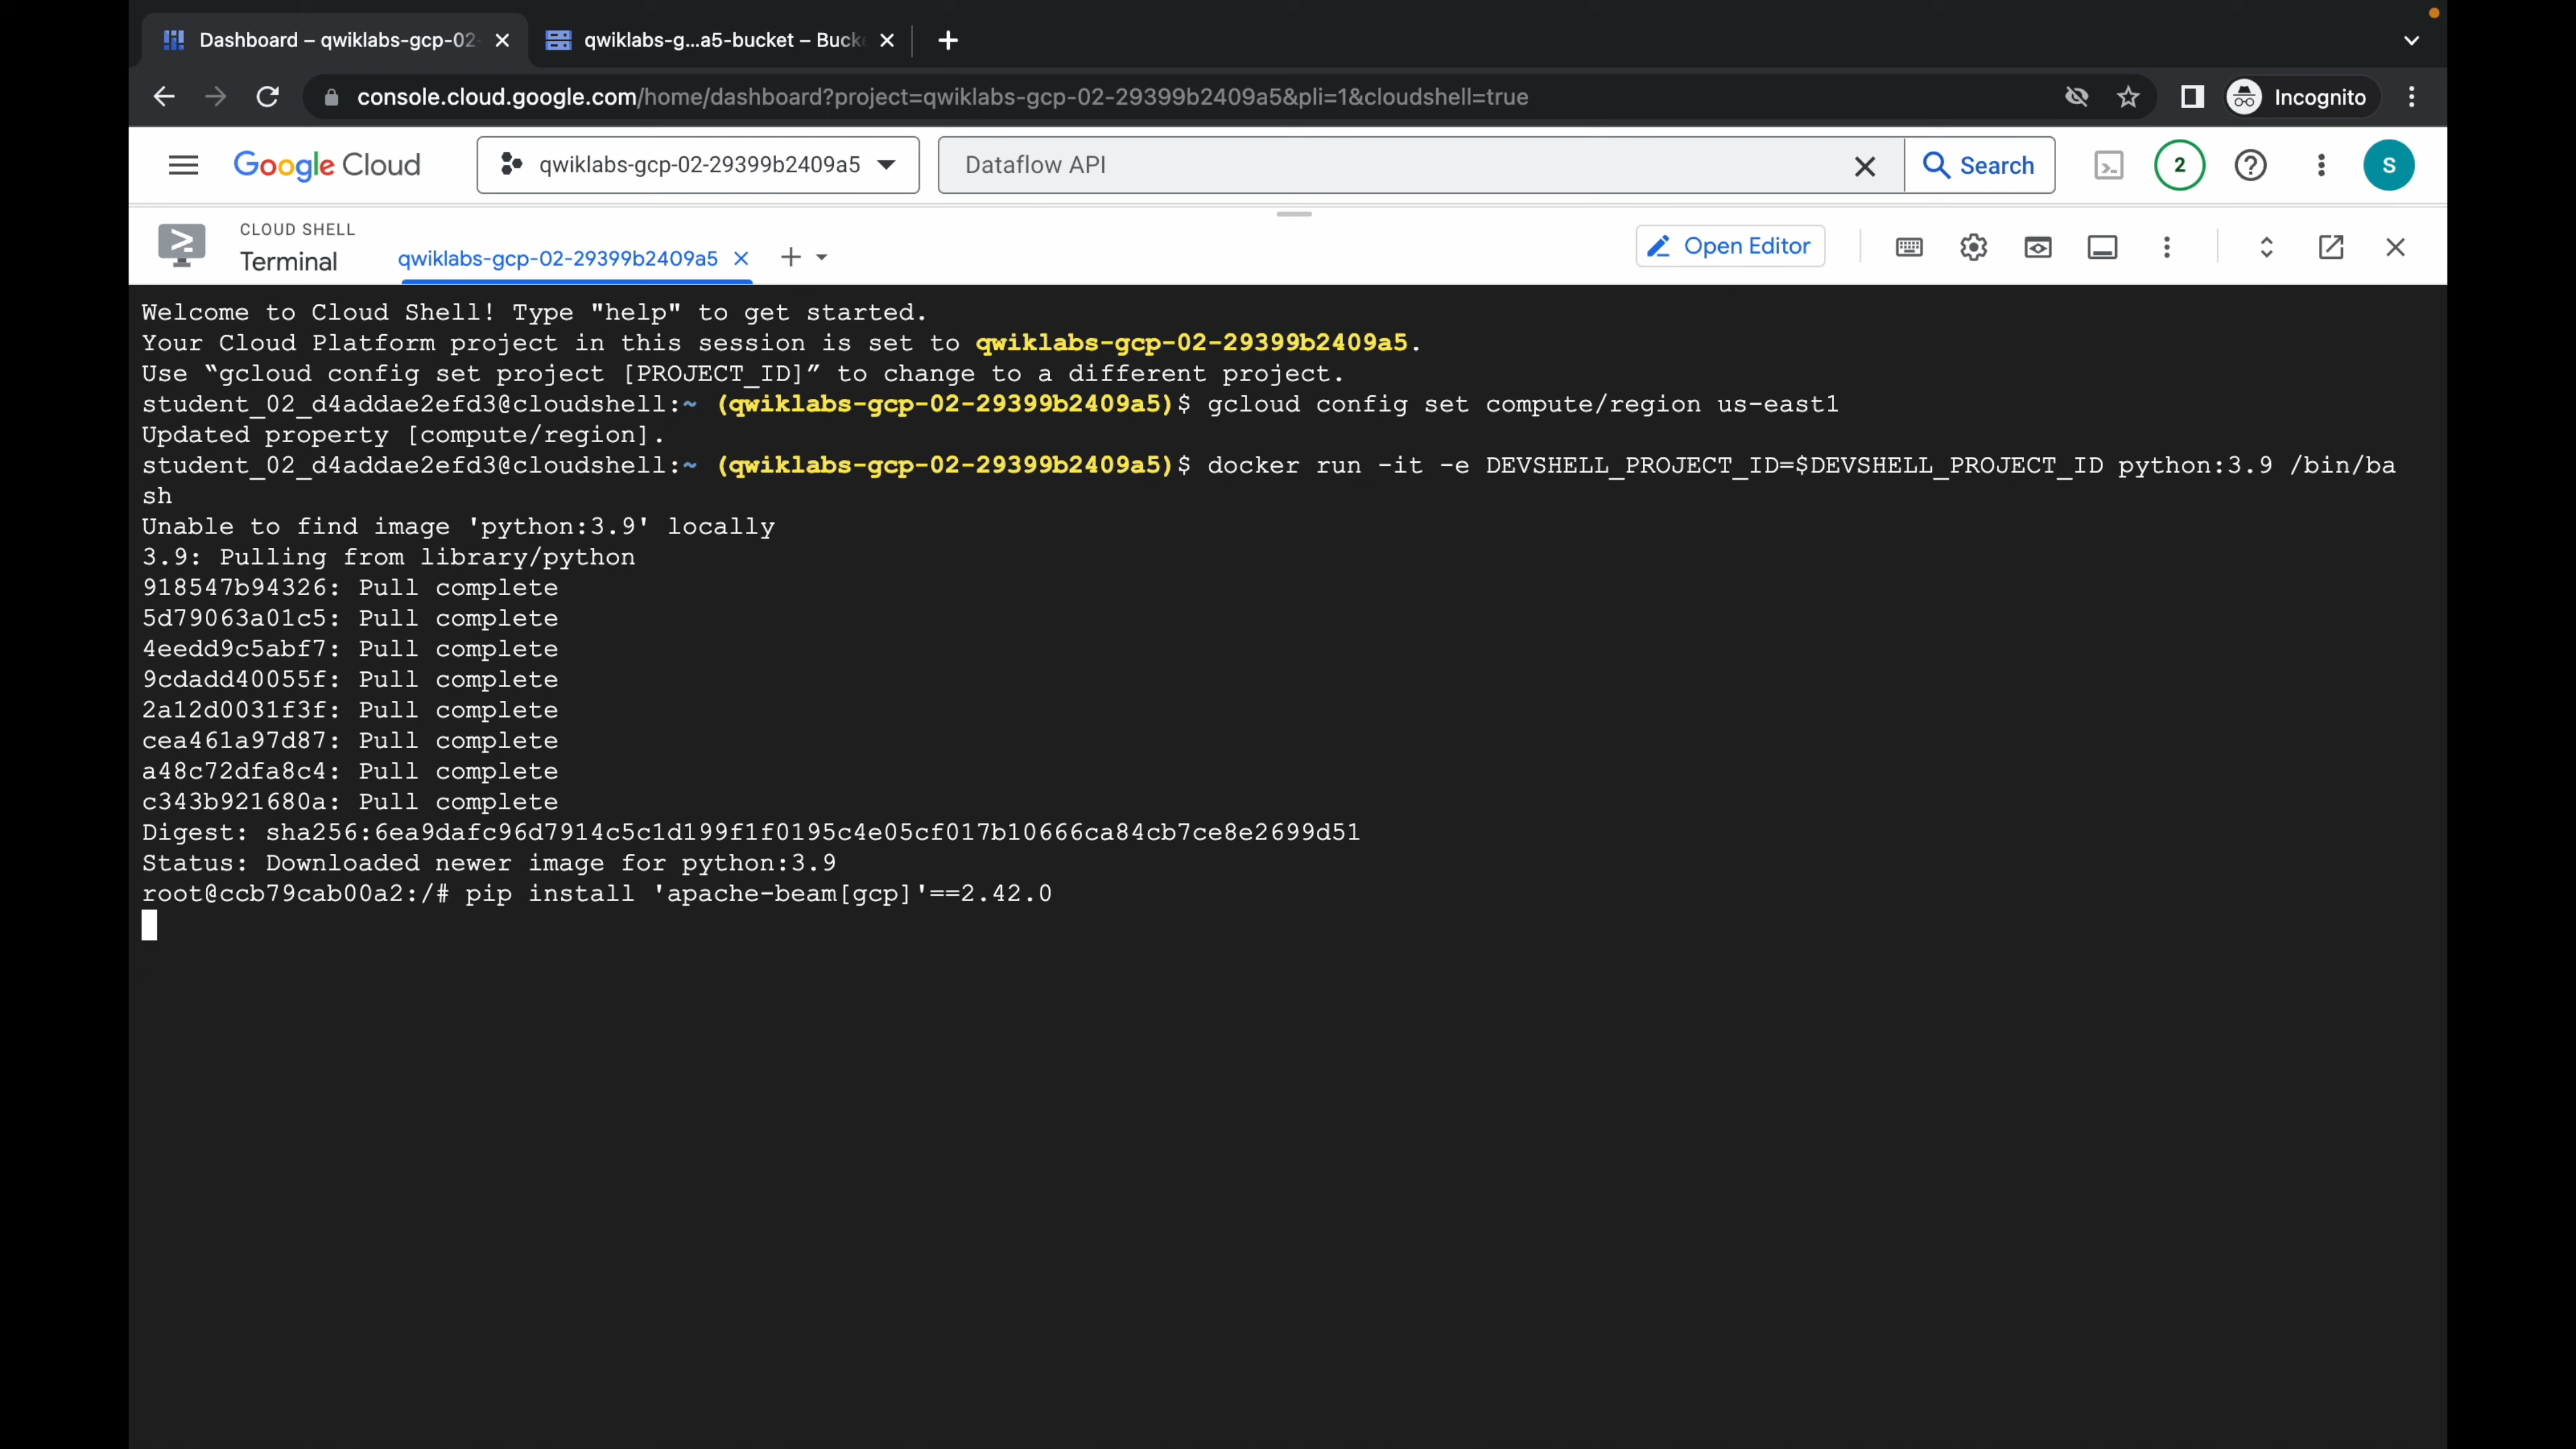 Dashboard – qwiklabs-gcp-02-
qwiklabs-g...a5-bucket – Buck
console.cloud.google.com/home/dashboard?project=qwiklabs-gcp-02-29399b2409a5&pli=1&cloudshell=true
Incognito
Google Cloud
qwiklabs-gcp-02-29399b2409a5
Dataflow API
Search
2
S
CLOUD SHELL
Terminal
qwiklabs-gcp-02-29399b2409a5
Open Editor
Welcome to Cloud Shell! Type "help" to get started.
Your Cloud Platform project in this session is set to qwiklabs-gcp-02-29399b2409a5.
Use “gcloud config set project [PROJECT_ID]” to change to a different project.
student_02_d4addae2efd3@cloudshell:~ (qwiklabs-gcp-02-29399b2409a5)$ gcloud config set compute/region us-east1
Updated property [compute/region].
student_02_d4addae2efd3@cloudshell:~ (qwiklabs-gcp-02-29399b2409a5)$ docker run -it -e DEVSHELL_PROJECT_ID=$DEVSHELL_PROJECT_ID python:3.9 /bin/ba
sh
Unable to find image 'python:3.9' locally
3.9: Pulling from library/python
918547b94326: Pull complete
5d79063a01c5: Pull complete
4eedd9c5abf7: Pull complete
9cdadd40055f: Pull complete
2a12d0031f3f: Pull complete
cea461a97d87: Pull complete
a48c72dfa8c4: Pull complete
c343b921680a: Pull complete
Digest: sha256:6ea9dafc96d7914c5c1d199f1f0195c4e05cf017b10666ca84cb7ce8e2699d51
Status: Downloaded newer image for python:3.9
root@ccb79cab00a2:/# pip install 'apache-beam[gcp]'==2.42.0